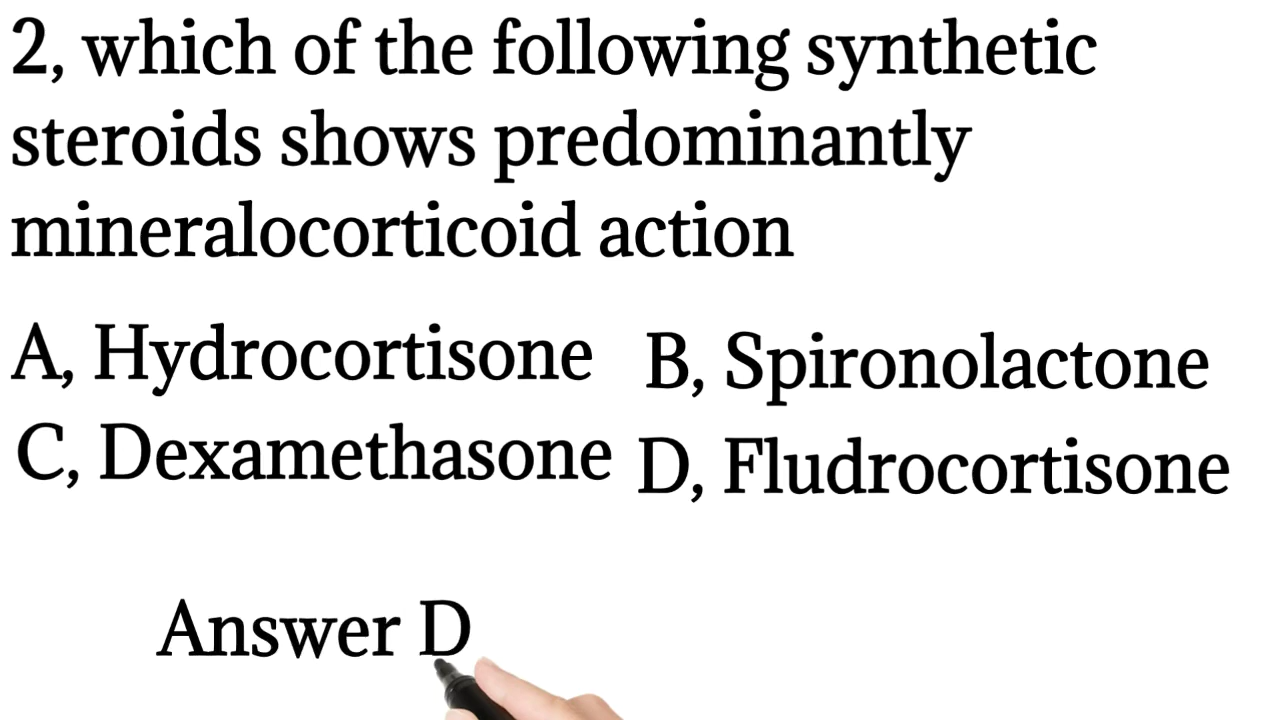 2, which of the following synthetic
steroids shows predominantly
mineralocorticoid action
A, Hydrocortisone B, Spironolactone
C, Dexamethasone D, Fludrocortisone
Answer D